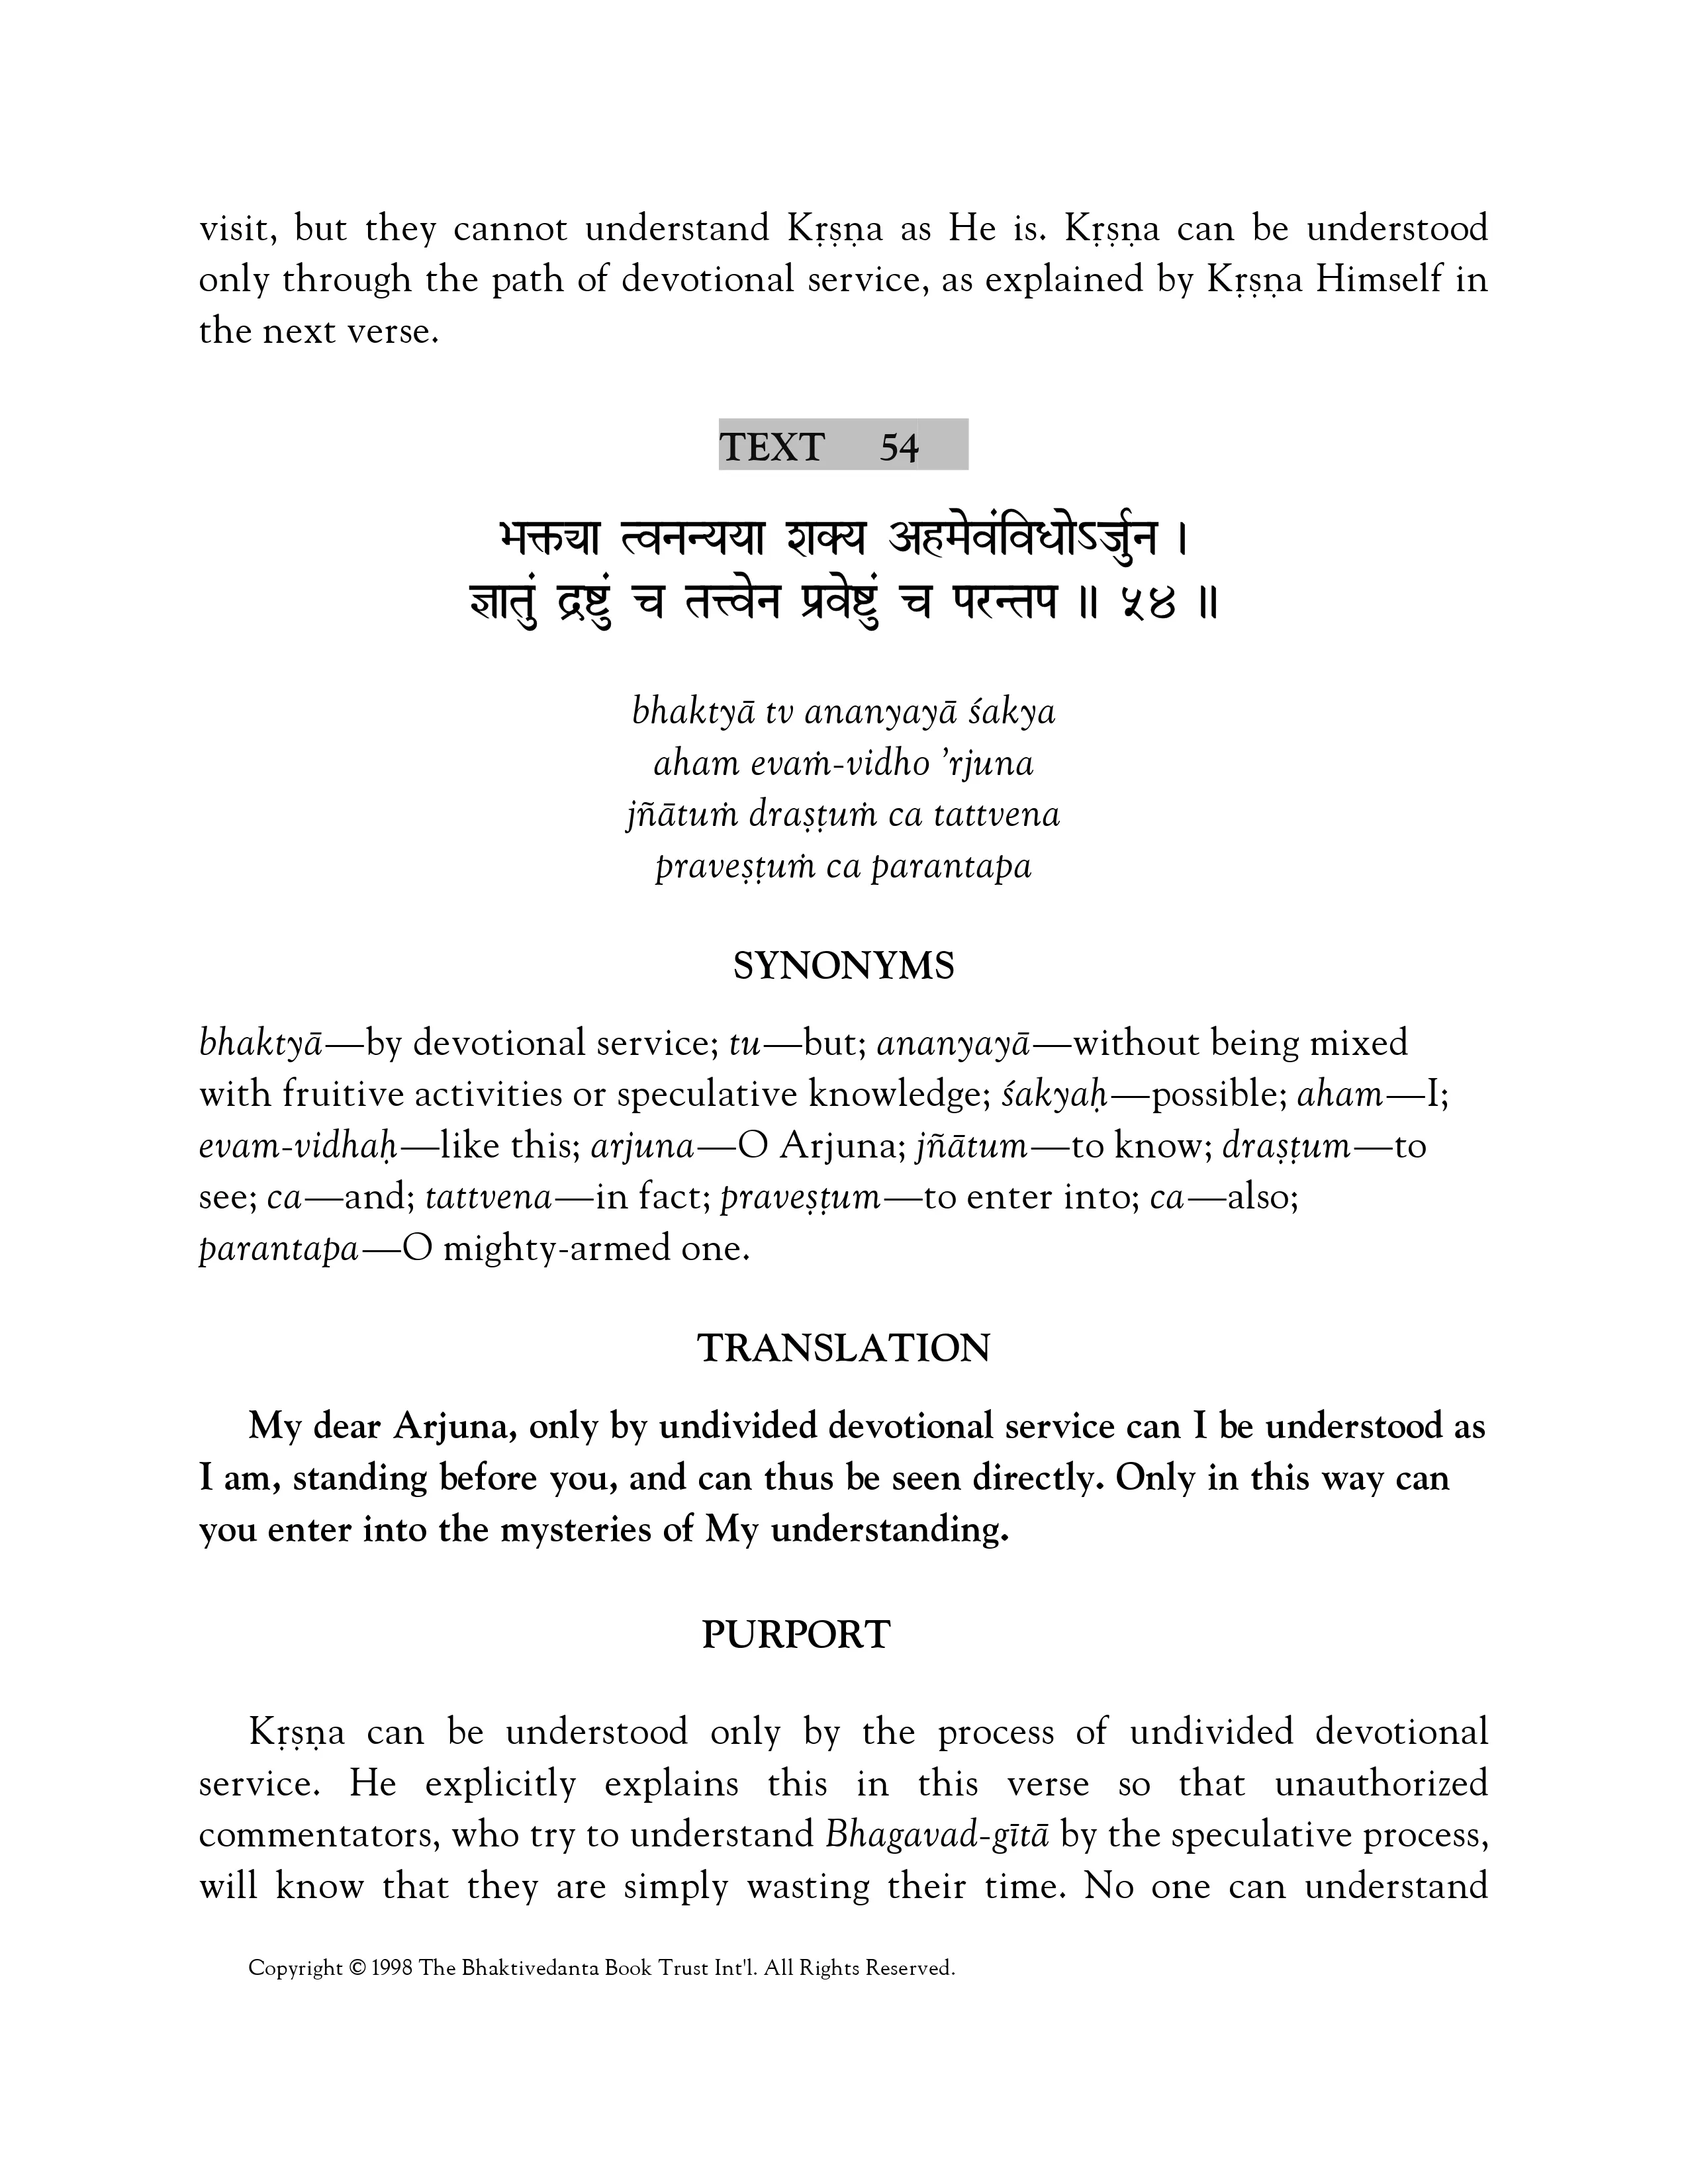 visit, but they cannot understand Kṛṣṇa as He is. Kṛṣṇa can be understood
only through the path of devotional service, as explained by Kṛṣṇa Himself in
the next verse.
TEXT 54
भक्त्या त्वनन्यया शक्य अहमेवंविधोऽर्जुन ।
ज्ञातुं द्रष्टुं च तत्त्वेन प्रवेष्टुं च परन्तप ॥ ५४ ॥
bhaktyā tv ananyayā śakya
aham evaṁ-vidho ’rjuna
jñātuṁ draṣṭuṁ ca tattvena
praveṣṭuṁ ca parantapa
SYNONYMS
bhaktyā—by devotional service; tu—but; ananyayā—without being mixed
with fruitive activities or speculative knowledge; śakyaḥ—possible; aham—I;
evam-vidhaḥ—like this; arjuna—O Arjuna; jñātum—to know; draṣṭum—to
see; ca—and; tattvena—in fact; praveṣṭum—to enter into; ca—also;
parantapa—O mighty-armed one.
TRANSLATION
My dear Arjuna, only by undivided devotional service can I be understood as
I am, standing before you, and can thus be seen directly. Only in this way can
you enter into the mysteries of My understanding.
PURPORT
Kṛṣṇa can be understood only by the process of undivided devotional
service. He explicitly explains this in this verse so that unauthorized
commentators, who try to understand Bhagavad-gītā by the speculative process,
will know that they are simply wasting their time. No one can understand
Copyright © 1998 The Bhaktivedanta Book Trust Int'l. All Rights Reserved.